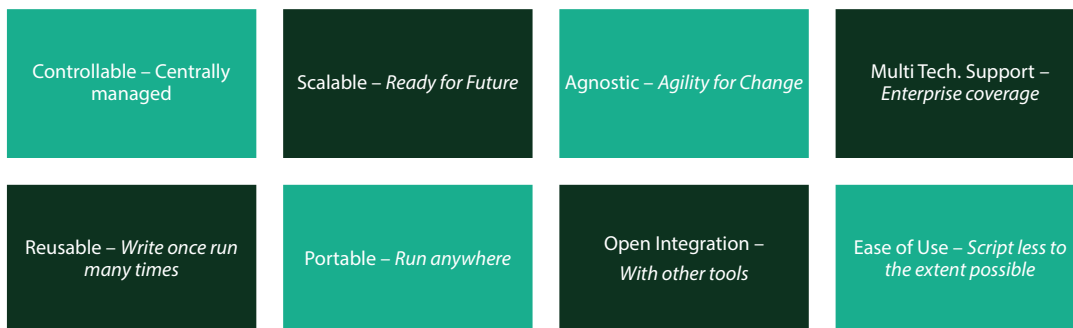 Controllable – Centrally
managed
Scalable – Ready for Future
Agnostic – Agility for Change
Multi Tech. Support –
Enterprise coverage
Reusable – Write once run
many times
Portable – Run anywhere
Open Integration –
With other tools
Ease of Use – Script less to
the extent possible